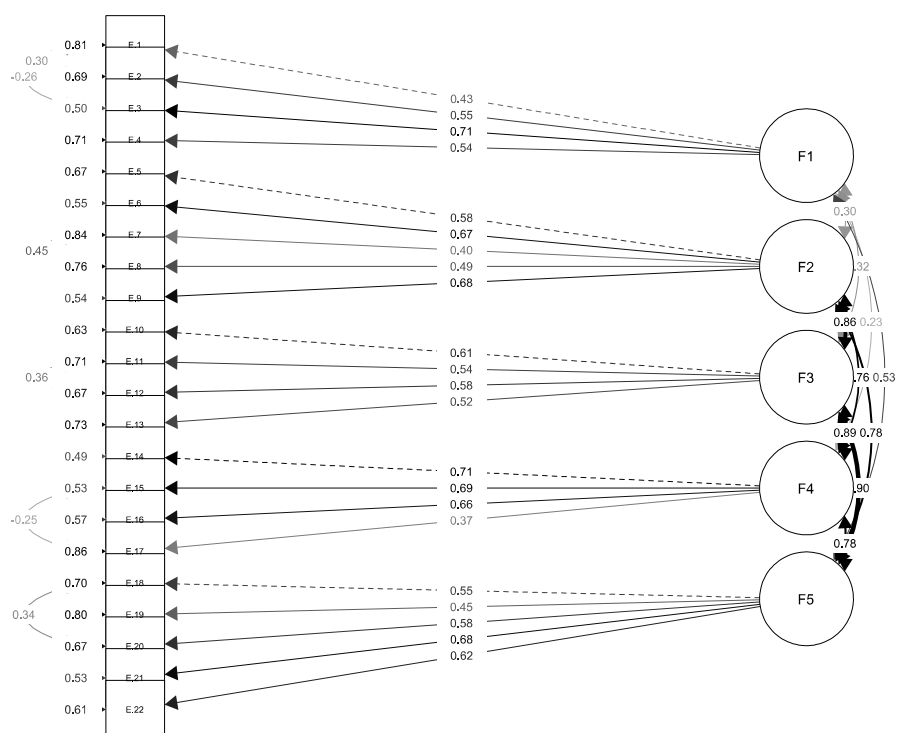 0.81
E.1
0.30
-0.26
0.69
E.2
0.50
E.3
0.71
E.4
0.67
E.5
0.55
E.6
0.84
E.7
0.45
0.76
E.8
0.54
E.9
0.63
E.10
0.71
E.11
0.36
0.67
E.12
0.73
E.13
0.49
E.14
0.53
E.15
-0.25
0.57
E.16
0.86
E.17
0.70
E.18
0.34
0.80
E.19
0.67
E.20
0.53
E.21
0.61
E.22
0.43
0.55
0.71
0.54
0.58
0.67
0.40
0.49
0.68
0.61
0.54
0.58
0.52
0.71
0.69
0.66
0.37
0.55
0.45
0.58
0.68
0.62
F1
F2
F3
F4
F5
0.30
.32
0.86
0.23
.76
0.53
0.89
0.78
.90
0.78